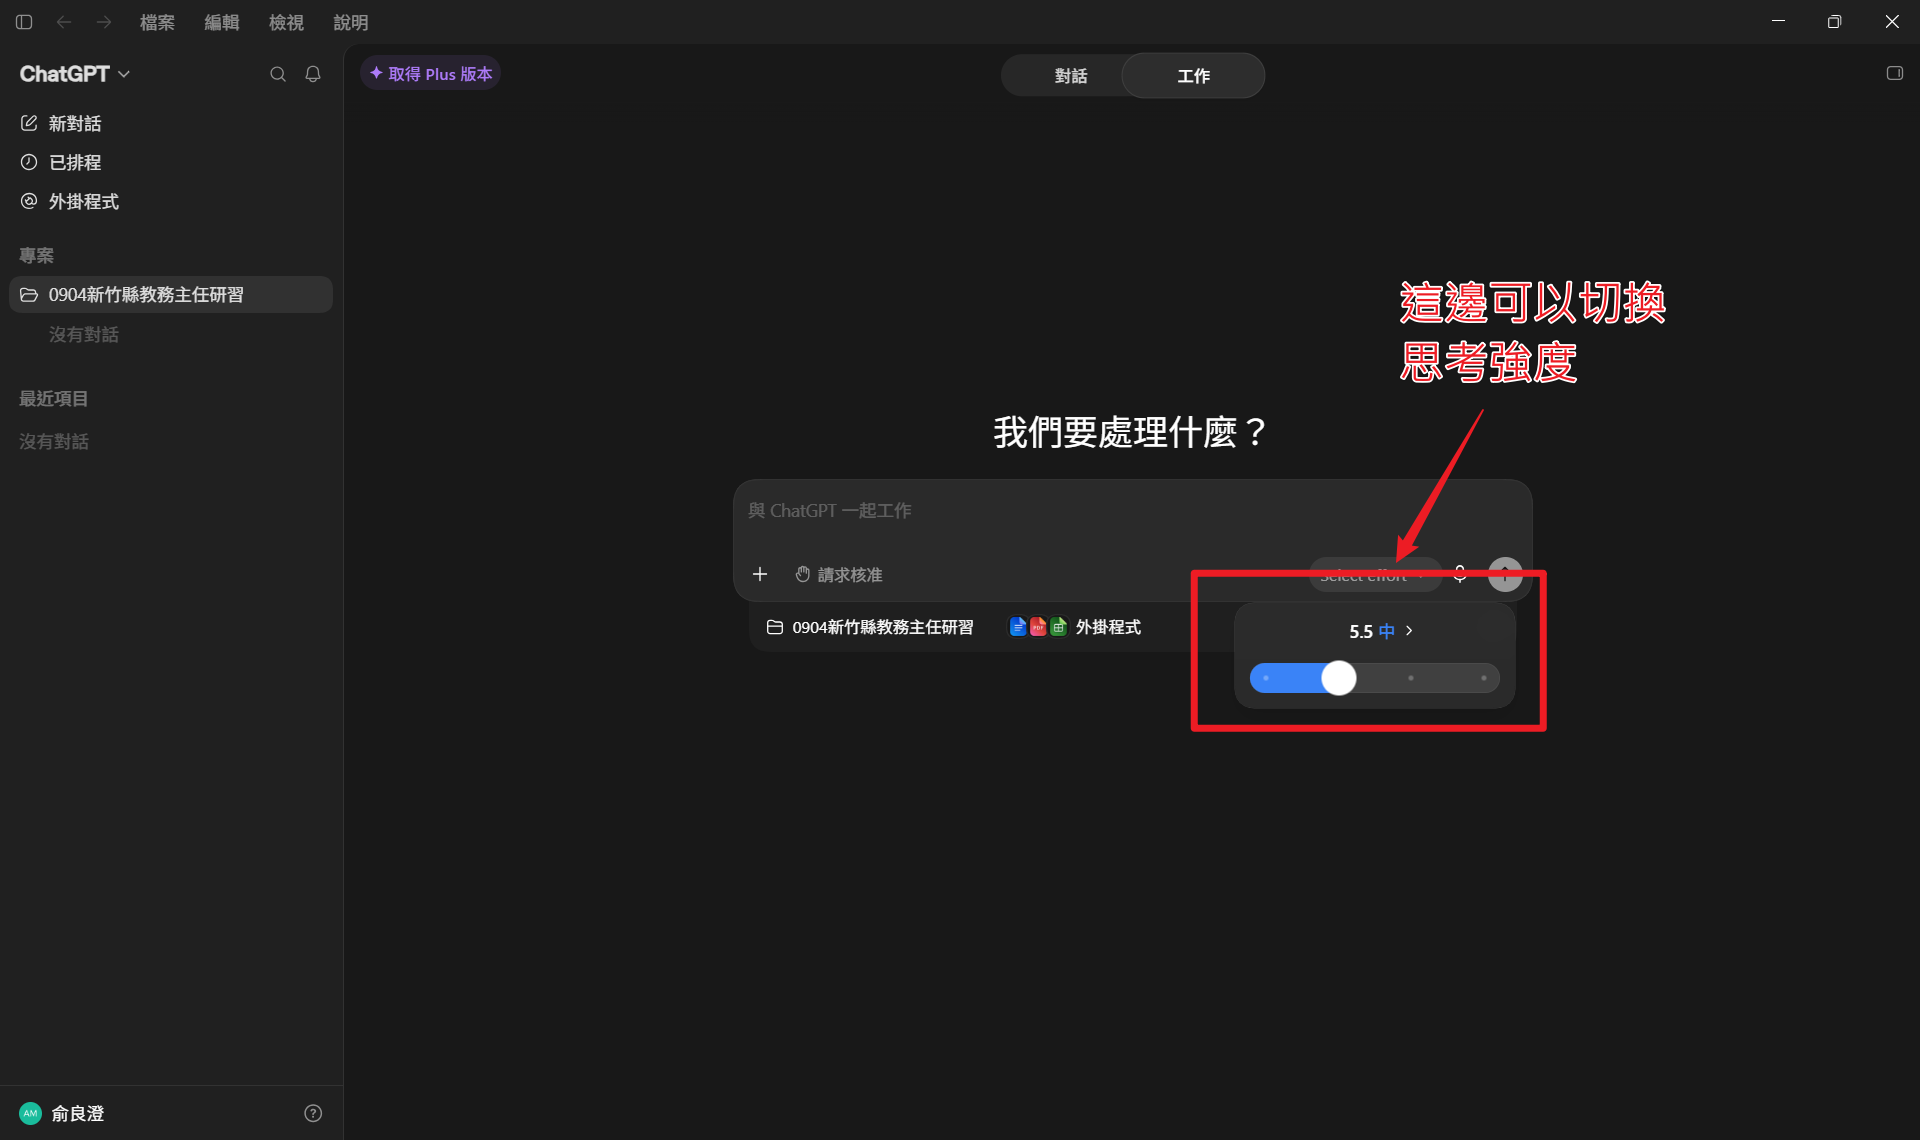 檔案 編輯 檢視 說明
ChatGPT
新對話
已排程
外掛程式
專案
0904新竹縣教務主任研習
沒有對話
最近項目
沒有對話
取得 Plus 版本
對話 工作
這邊可以切換
思考強度
我們要處理什麼？
與 ChatGPT 一起工作
請求核准
Select effort
0904新竹縣教務主任研習
PDF
外掛程式
5.5 中
AM
俞良澄